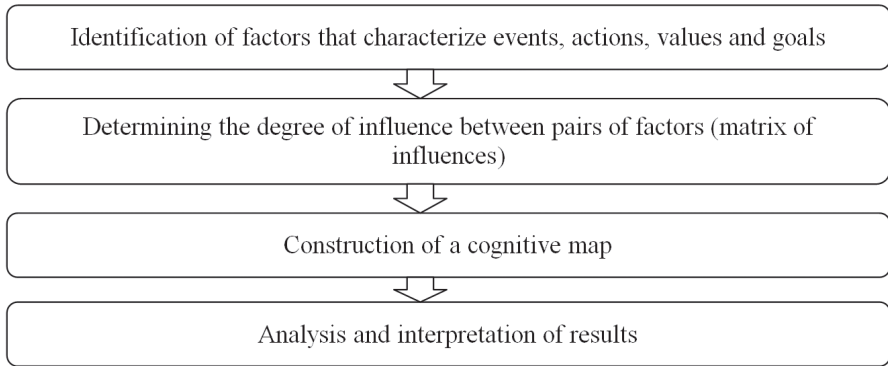 Identification of factors that characterize events, actions, values and goals
Determining the degree of influence between pairs of factors (matrix of
influences)
Construction of a cognitive map
Analysis and interpretation of results